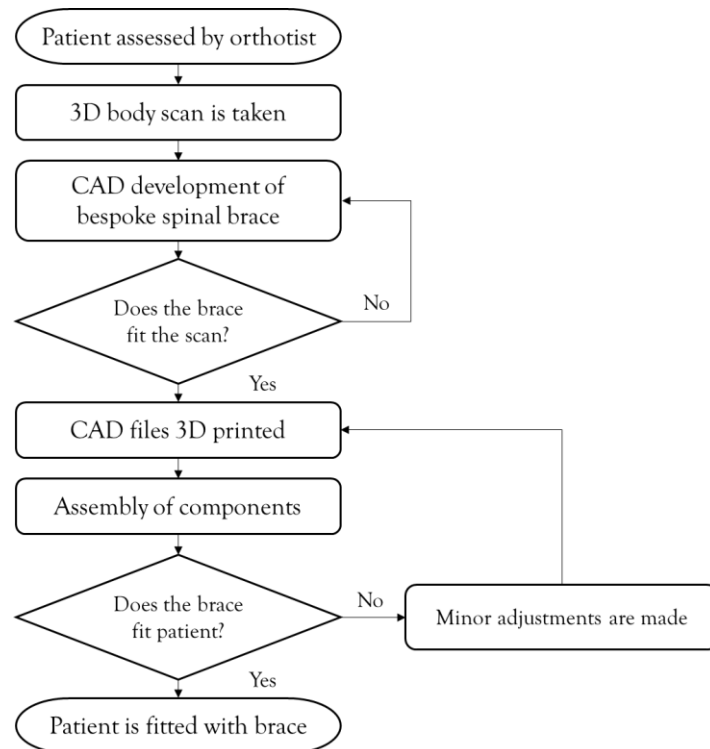 Patient assessed by orthotist
3D body scan is taken
CAD development of
bespoke spinal brace
Does the brace
fit the scan?
No
Yes
CAD files 3D printed
Assembly of components
Does the brace
fit patient?
No
Minor adjustments are made
Yes
Patient is fitted with brace